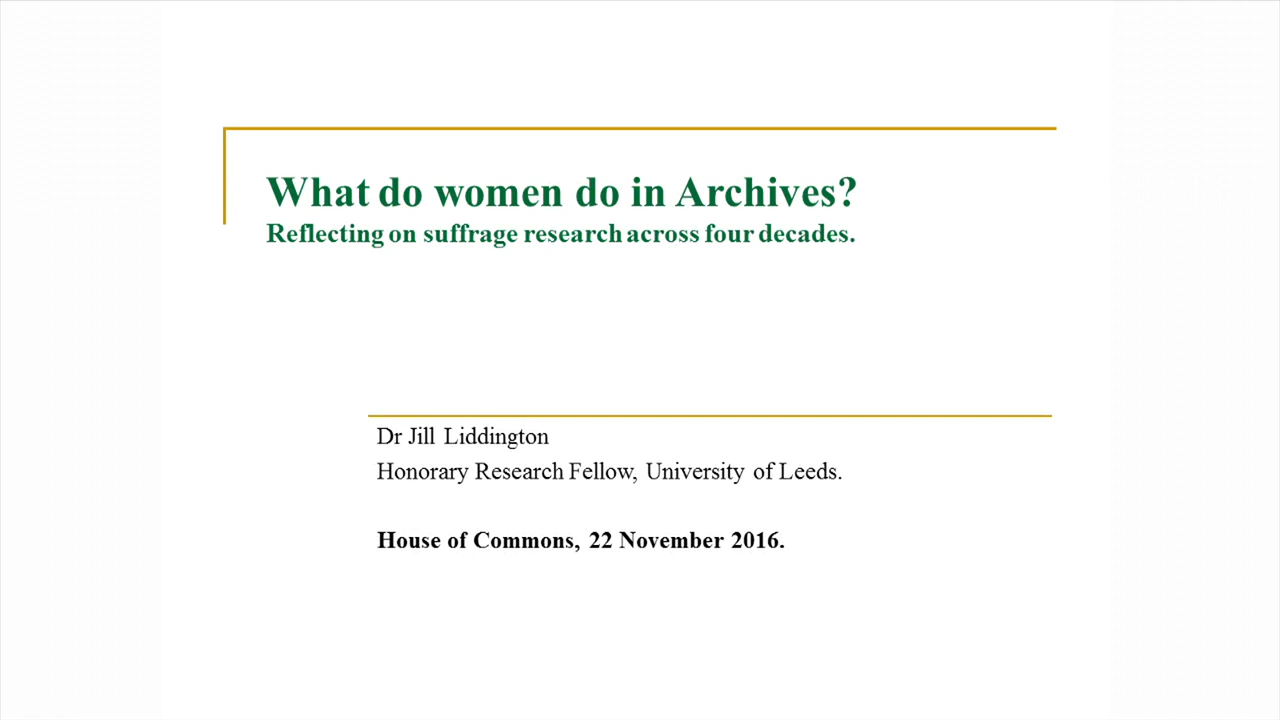 What do women do in Archives?
Reflecting on suffrage research across four decades.
Dr Jill Liddington
Honorary Research Fellow, University of Leeds.
House of Commons, 22 November 2016.